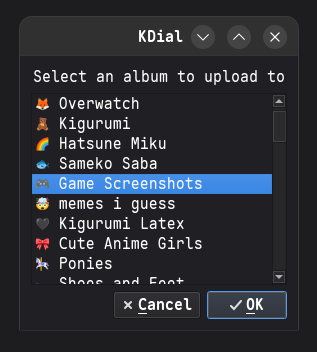 KDial
Select an album to upload to
🦊 Overwatch
🧸 Kigurumi
🌈 Hatsune Miku
🐟 Sameko Saba
🎮 Game Screenshots
🤯 memes i guess
🖤 Kigurumi Latex
🎀 Cute Anime Girls
🎠 Ponies
Shoes and Feet
Cancel
OK